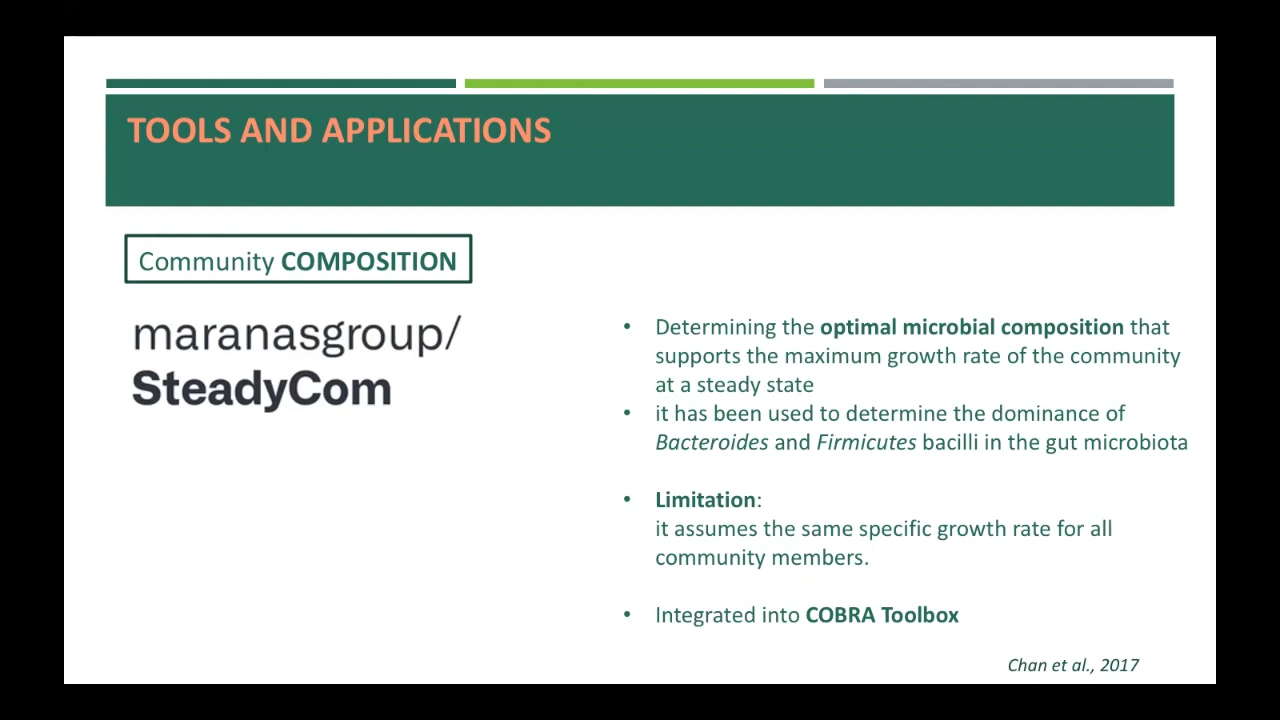 TOOLS AND APPLICATIONS
Community COMPOSITION
maranasgroup/
SteadyCom
• Determining the optimal microbial composition that
supports the maximum growth rate of the community
at a steady state
• it has been used to determine the dominance of
Bacteroides and Firmicutes bacilli in the gut microbiota
• Limitation:
it assumes the same specific growth rate for all
community members.
• Integrated into COBRA Toolbox
Chan et al., 2017